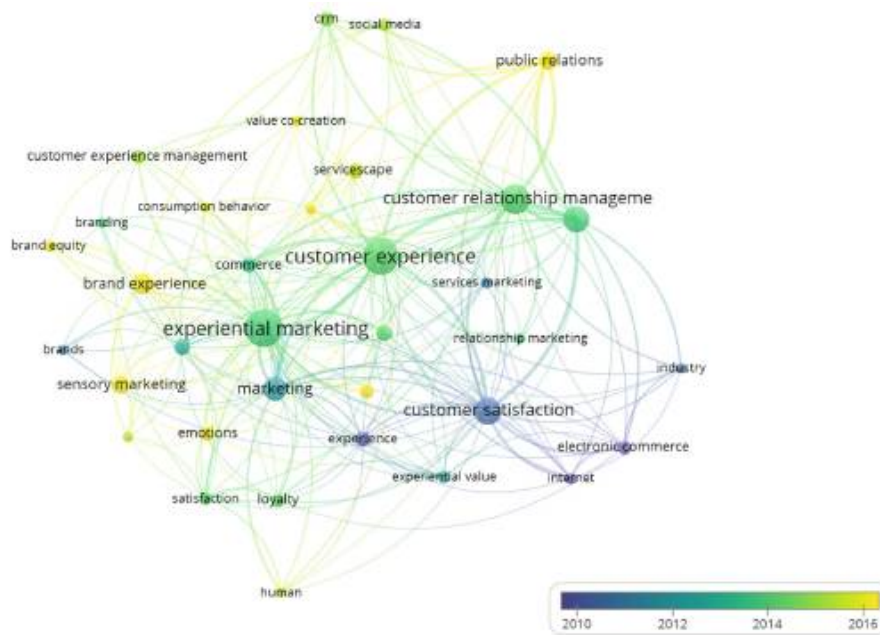 crm
social media
public relations
value co-creation
customer experience management
servicescape
customer relationship manageme
consumption behavior
branding
brand equity
commerce
customer experience
brand experience
services marketing
experiential marketing
relationship marketing
brands
industry
sensory marketing
marketing
customer satisfaction
emotions
experience
electronic commerce
experiential value
internet
satisfaction
loyalty
human
2010 2012 2014 2016